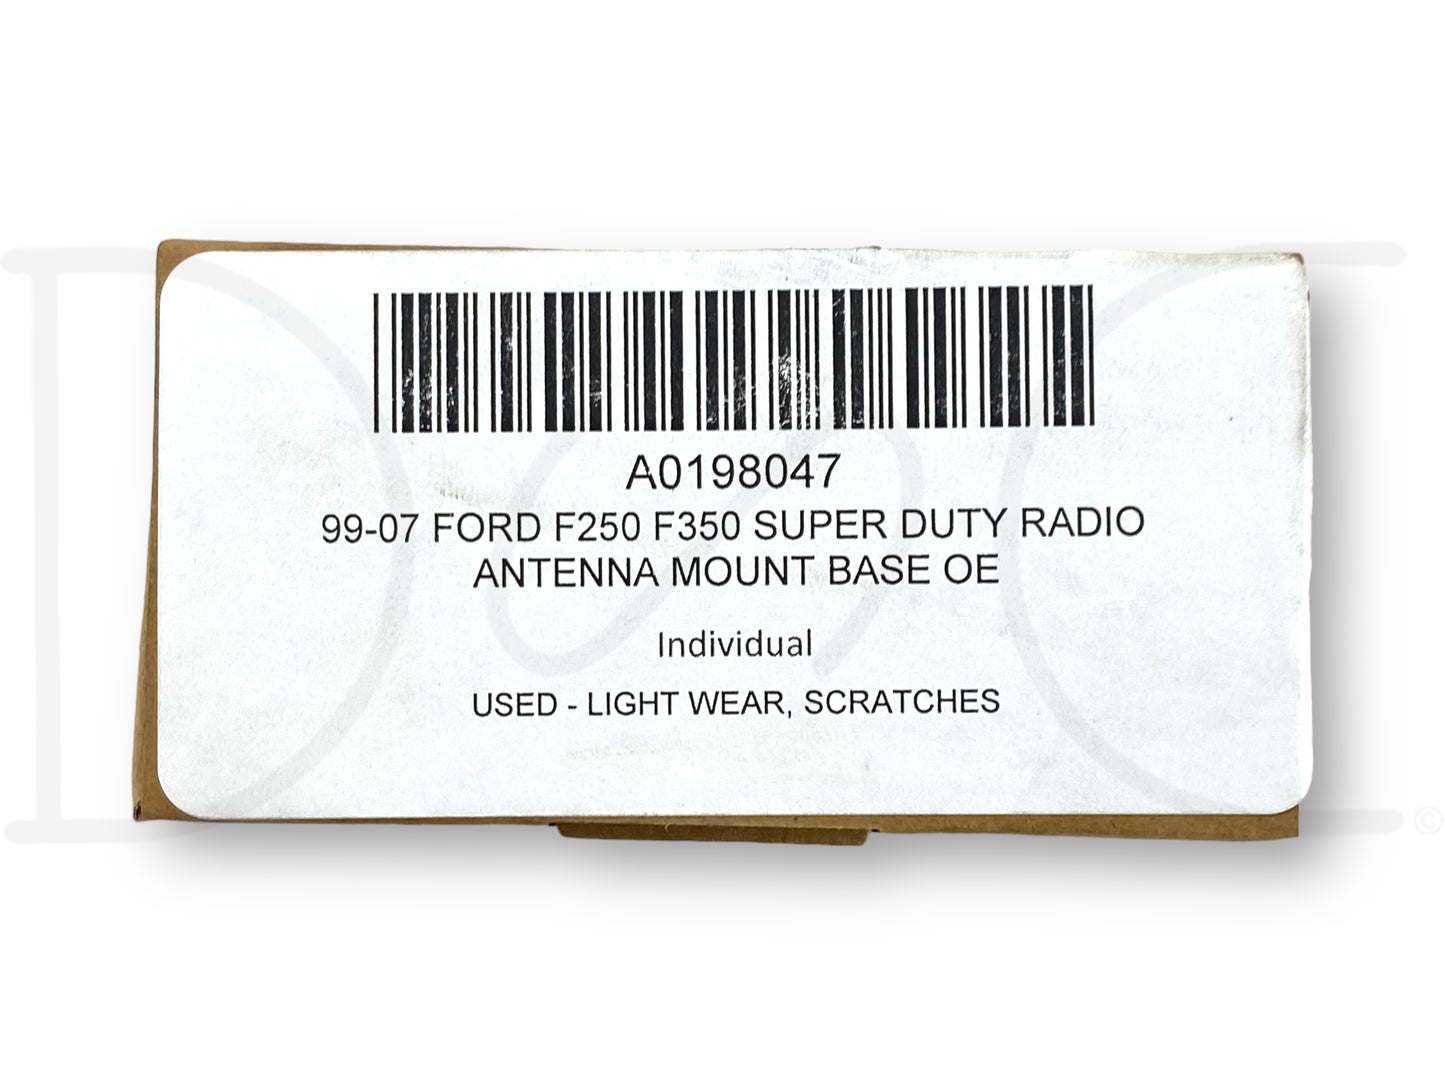 A0198047
99-07 FORD F250 F350 SUPER DUTY RADIO
ANTENNA MOUNT BASE OE
Individual
USED - LIGHT WEAR, SCRATCHES
©